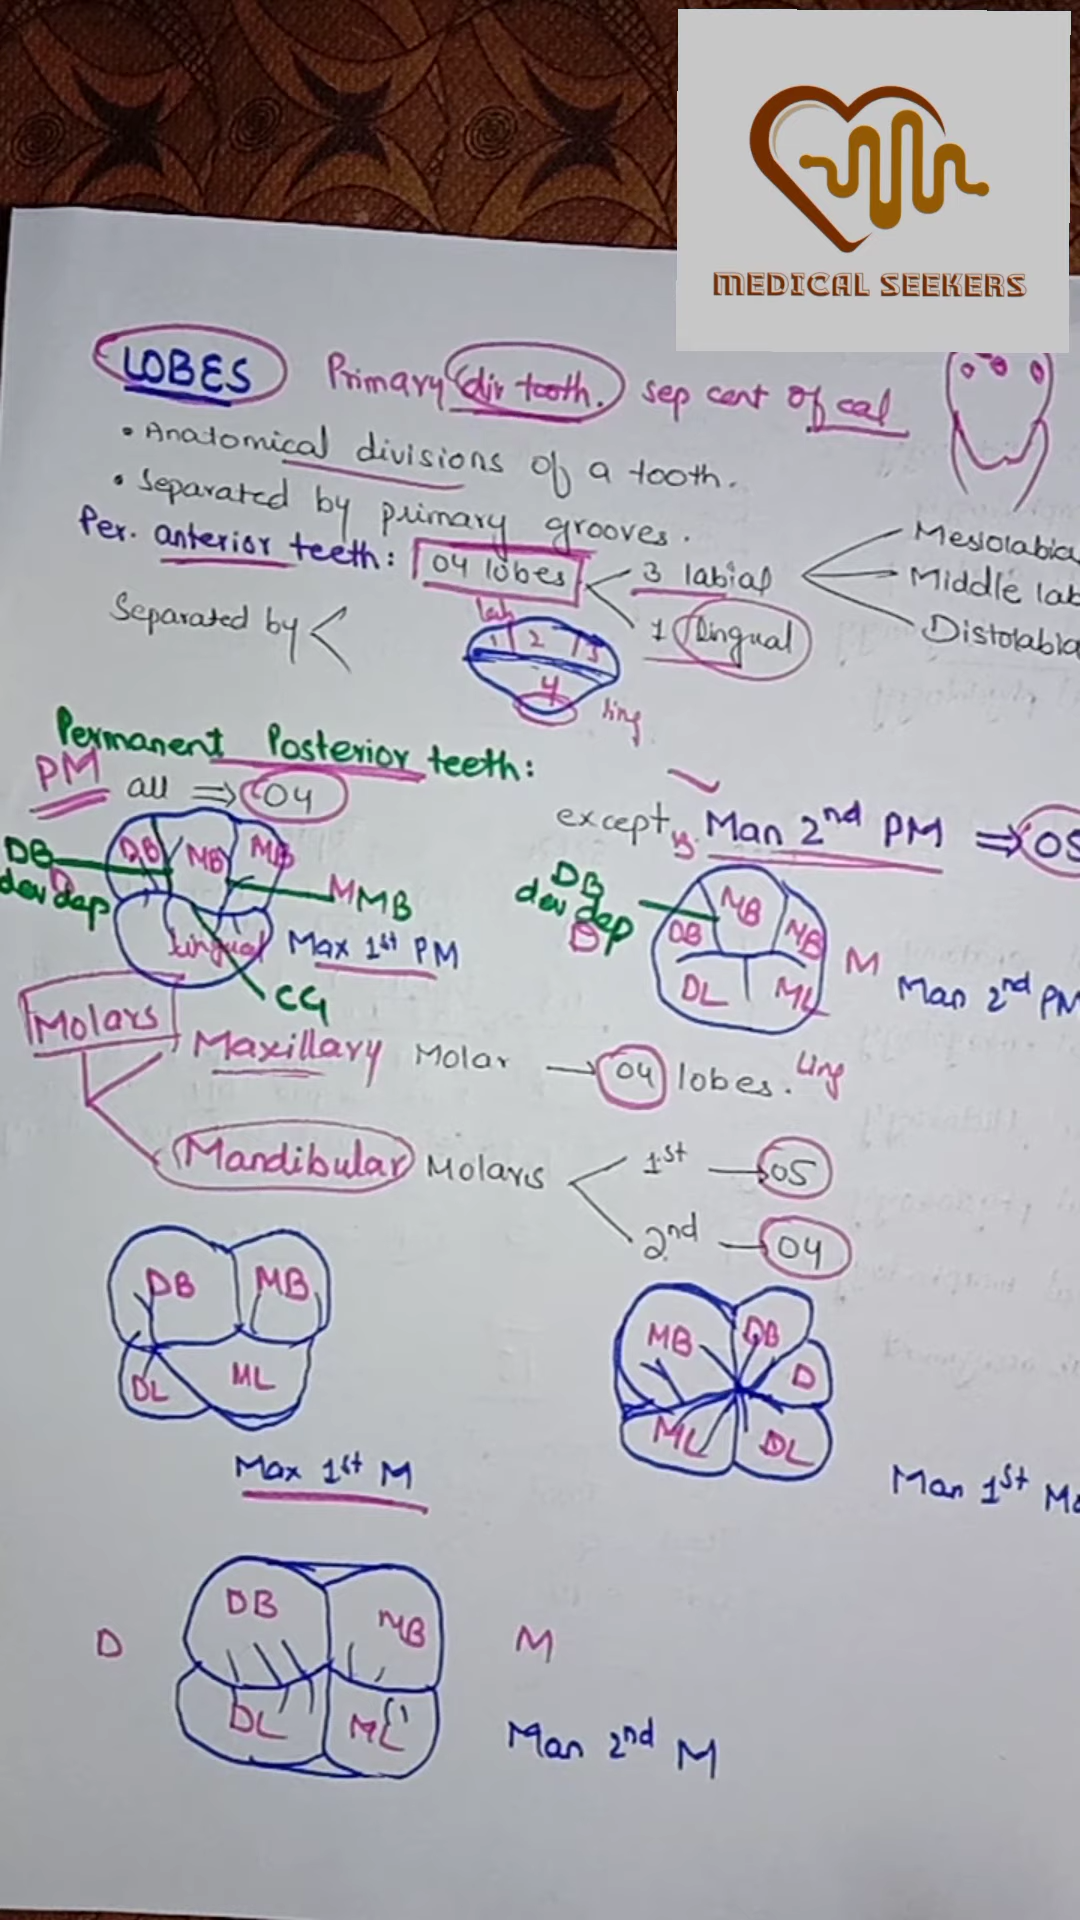 MEDICAL SEEKERS
LOBES Primary div tooth. sep cent of cal
• Anatomical divisions of a tooth.
• Separated by primary grooves.
Per. anterior teeth: 04 lobes 3 labial
Mesiolabia
Middle lab
Distolabia
1 lingual
Separated by
lab
1 2 3
4
ling
Permanent Posterior teeth:
PM all ⇒ 04
except Man 2nd PM ⇒ 05
DB MB MB
DB
dev dep
MMB
Lingual
Max 1st PM
CG
DB
dev dep
D
MB
DB MB
M
DL ML
Man 2nd PM
Ling
Molars
Maxillary Molar → 04 lobes.
Mandibular Molars
1st → 05
2nd → 04
DB MB
DL ML
Max 1st M
MB DB
D
ML DL
Man 1st Mo
DB MB
D M
DL ML
Man 2nd M